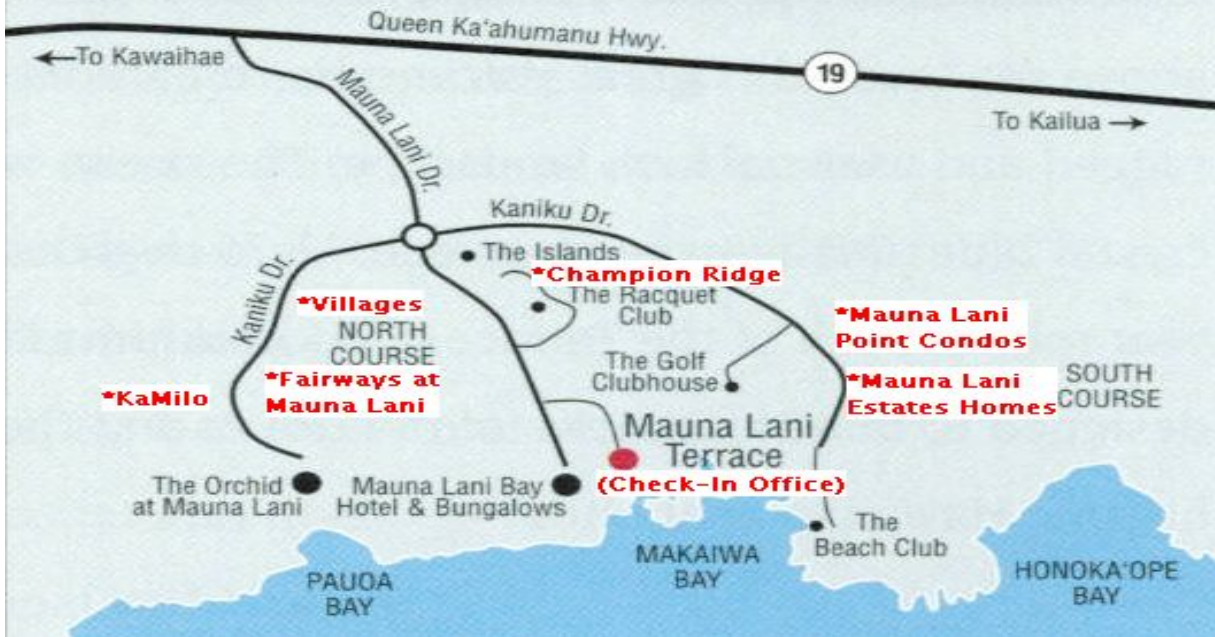 Queen Ka'ahumanu Hwy.
←To Kawaihae
19
To Kailua →
Mauna Lani Dr.
Kaniku Dr.
The Islands
*Champion Ridge
Kaniku Dr.
*Villages
The Racquet
Club
NORTH
COURSE
*Mauna Lani
Point Condos
The Golf
Clubhouse
*KaMilo
*Fairways at
Mauna Lani
*Mauna Lani
Estates Homes
SOUTH
COURSE
Mauna Lani
Terrace
(Check-In Office)
The Orchid
at Mauna Lani
Mauna Lani Bay
Hotel & Bungalows
The
Beach Club
PAUOA
BAY
MAKAIWA
BAY
HONOKA'OPE
BAY